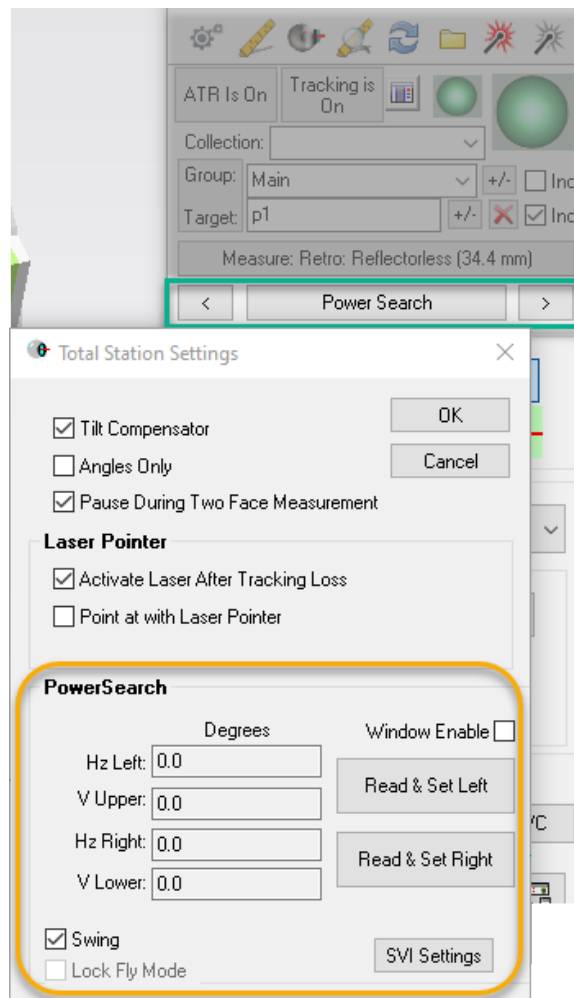 ATR Is On
Tracking is
On
Collection:
Group: Main +/- Inc
Target: p1 +/- Inc
Measure: Retro: Reflectorless (34.4 mm)
< Power Search >
Total Station Settings
Tilt Compensator
OK
Angles Only
Cancel
Pause During Two Face Measurement
Laser Pointer
Activate Laser After Tracking Loss
Point at with Laser Pointer
PowerSearch
Degrees
Window Enable
Hz Left: 0.0
Read & Set Left
V Upper: 0.0
Hz Right: 0.0
Read & Set Right
V Lower: 0.0
'C
Swing
SVI Settings
Lock Fly Mode